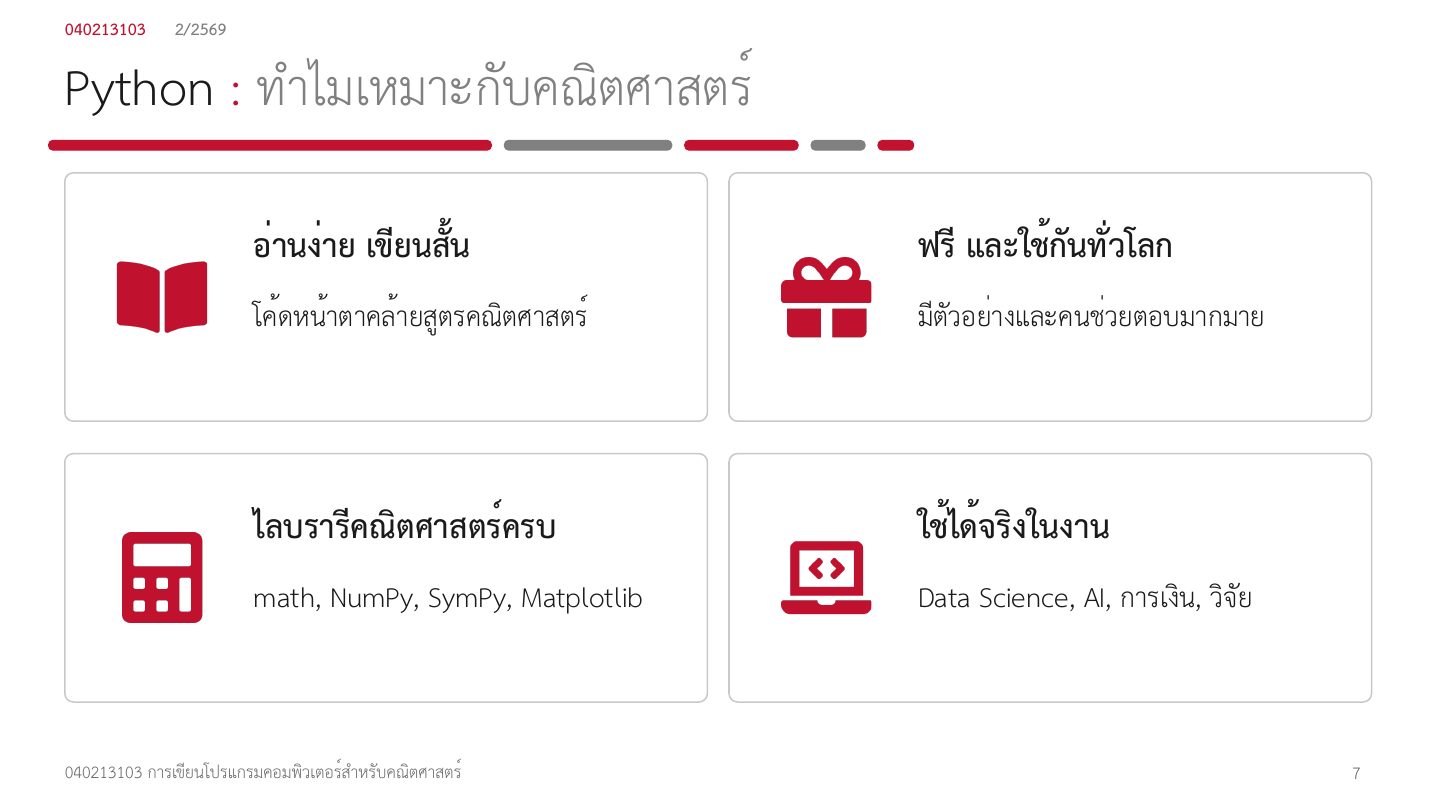 040213103 2/2569
Python : ทำไมเหมาะกับคณิตศาสตร์
อ่านง่าย เขียนสั้น
โค้ดหน้าตาคล้ายสูตรคณิตศาสตร์
ฟรี และใช้กันทั่วโลก
มีตัวอย่างและคนช่วยตอบมากมาย
ไลบรารีคณิตศาสตร์ครบ
math, NumPy, SymPy, Matplotlib
ใช้ได้จริงในงาน
Data Science, AI, การเงิน, วิจัย
040213103 การเขียนโปรแกรมคอมพิวเตอร์สำหรับคณิตศาสตร์
7